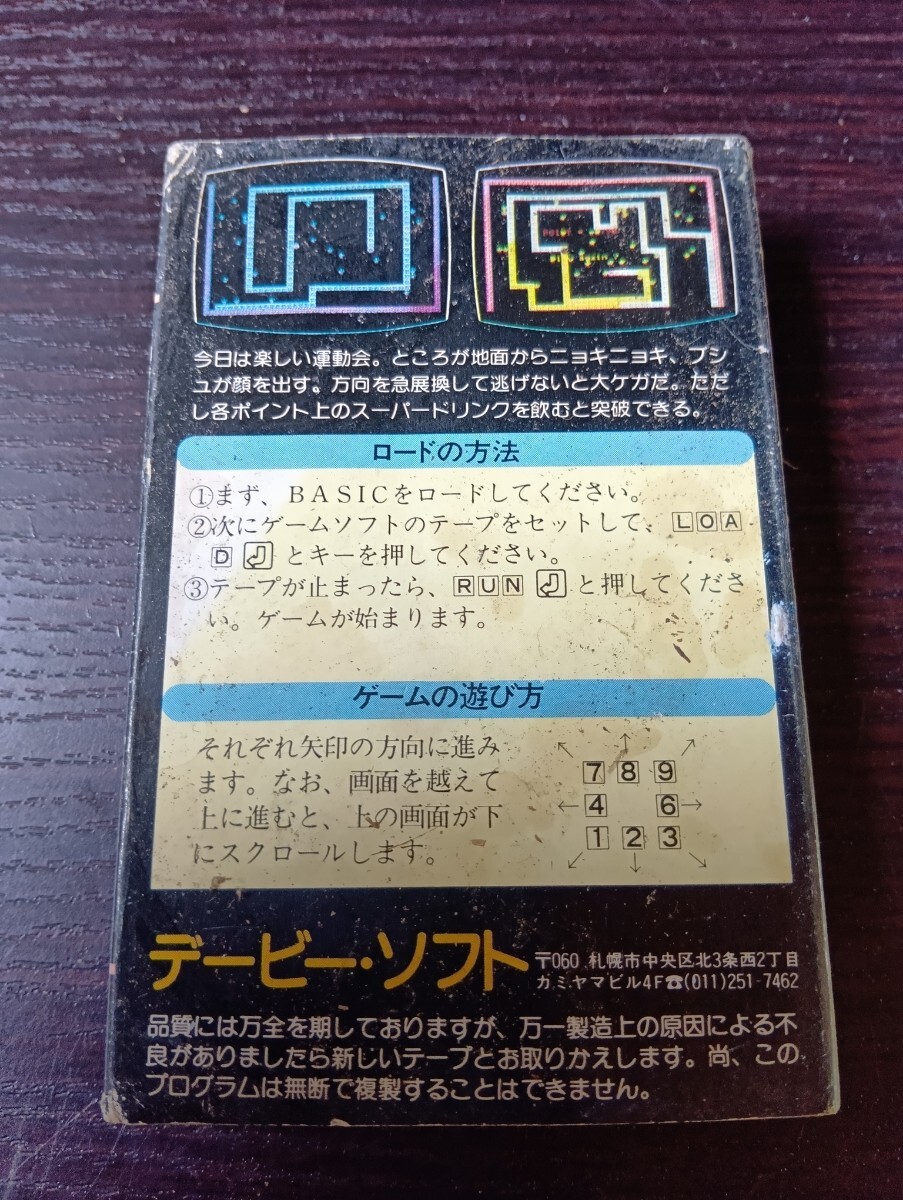 今日は楽しい運動会。ところが地面からニョキニョキ、ブシ
ュが顔を出す。方向を急展換して逃げないと大ケガだ。ただ
し各ポイント上のスーパードリンクを飲むと突破できる。
ロードの方法
①まず、BASICをロードしてください。
②次にゲームソフトのテープをセットして、LOA
D⏎とキーを押してください。
③テープが止まったら、RUN⏎と押してくださ
い。ゲームが始まります。
ゲームの遊び方
それぞれ矢印の方向に進み
ます。なお、画面を越えて
上に進むと、上の画面が下
にスクロールします。
↖ ↑ ↗
7 8 9
← 4 6 →
1 2 3
↙ ↓ ↘
デービー・ソフト
〒060 札幌市中央区北3条西2丁目
カミヤマビル4F☎(011)251-7462
品質には万全を期しておりますが、万一製造上の原因による不
良がありましたら新しいテープとお取りかえします。尚、この
プログラムは無断で複製することはできません。